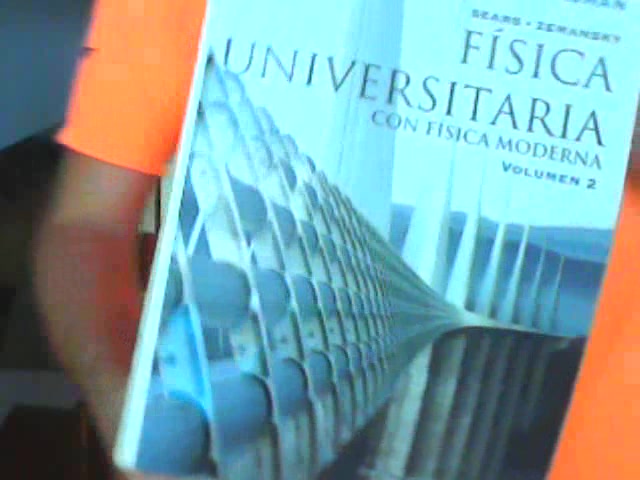 SEARS • ZEMANSKY
FÍSICA
UNIVERSITARIA
CON FÍSICA MODERNA
VOLUMEN 2